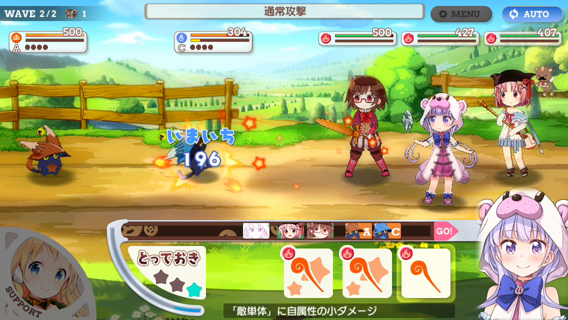 WAVE 2/2 1
通常攻撃
MENU
AUTO
500
A
304
C
500
427
407
いまいち
196
A C GO!
とっておき
SUPPORT
「敵単体」に自属性の小ダメージ